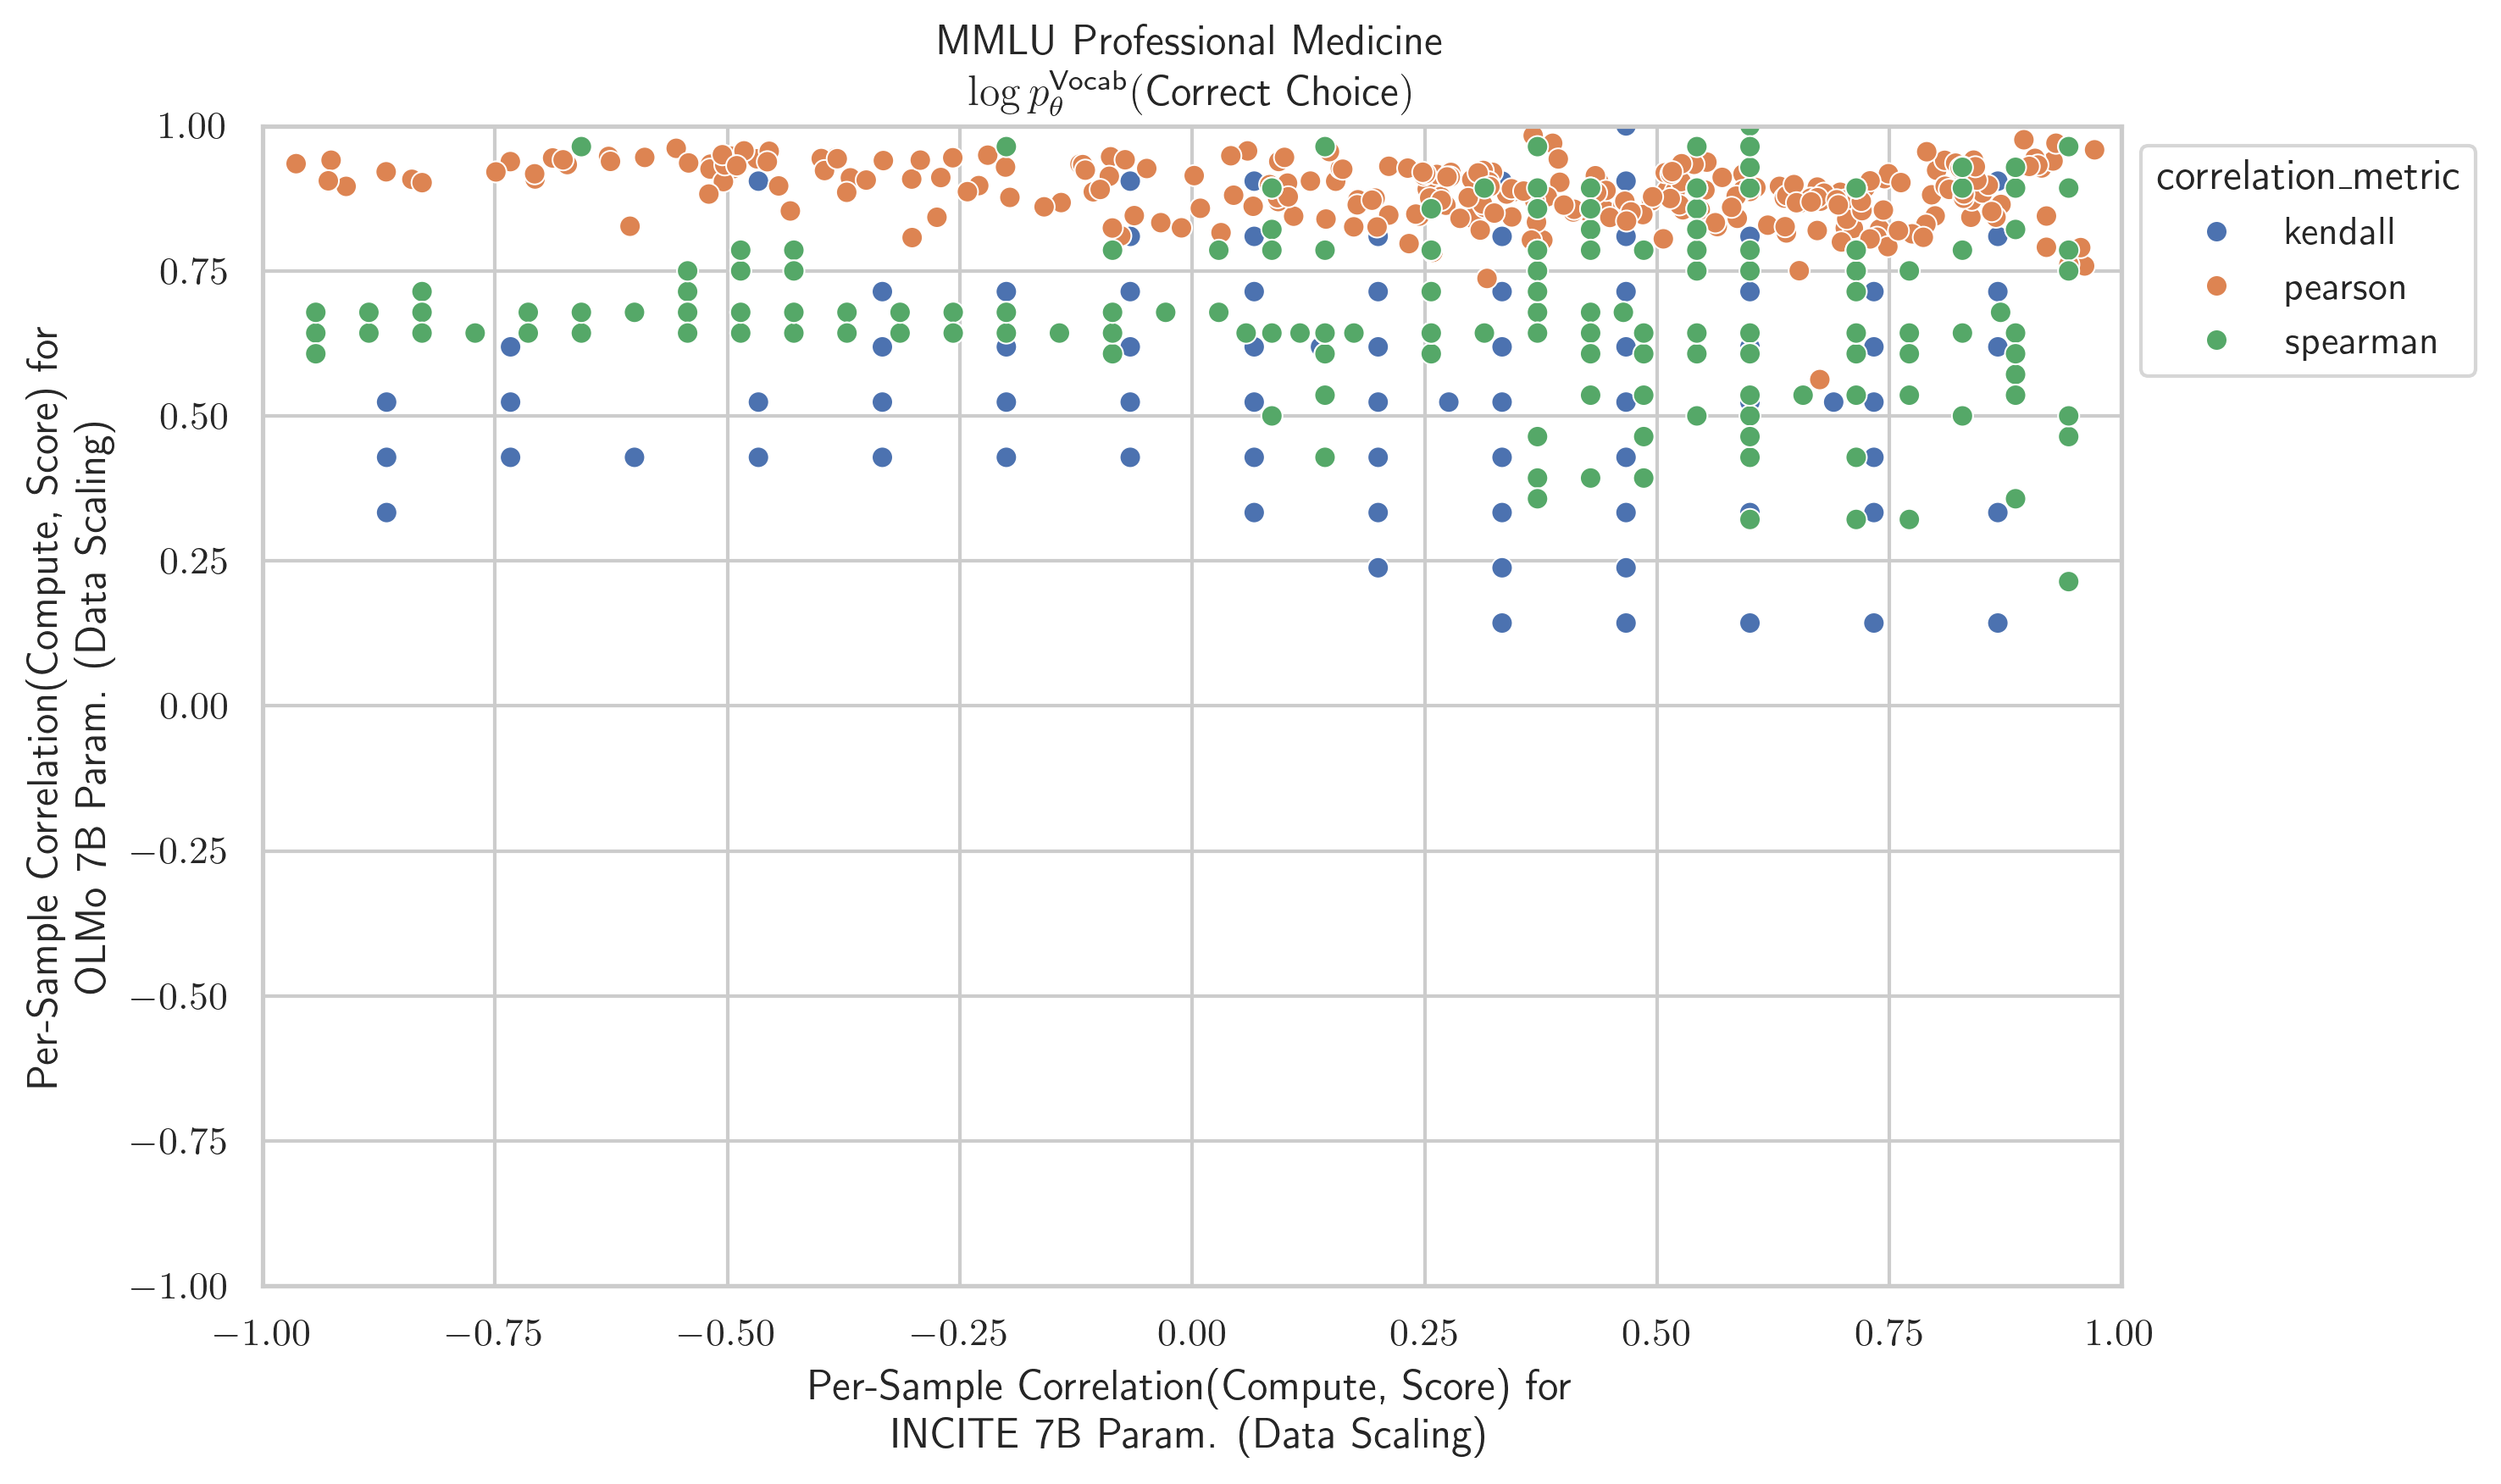 MMLU Professional Medicine
log p_θ^Vocab(Correct Choice)
1.00
0.75
0.50
0.25
0.00
−0.25
−0.50
−0.75
−1.00
Per-Sample Correlation(Compute, Score) for
OLMo 7B Param. (Data Scaling)
−1.00 −0.75 −0.50 −0.25 0.00 0.25 0.50 0.75 1.00
Per-Sample Correlation(Compute, Score) for
INCITE 7B Param. (Data Scaling)
correlation_metric
kendall
pearson
spearman